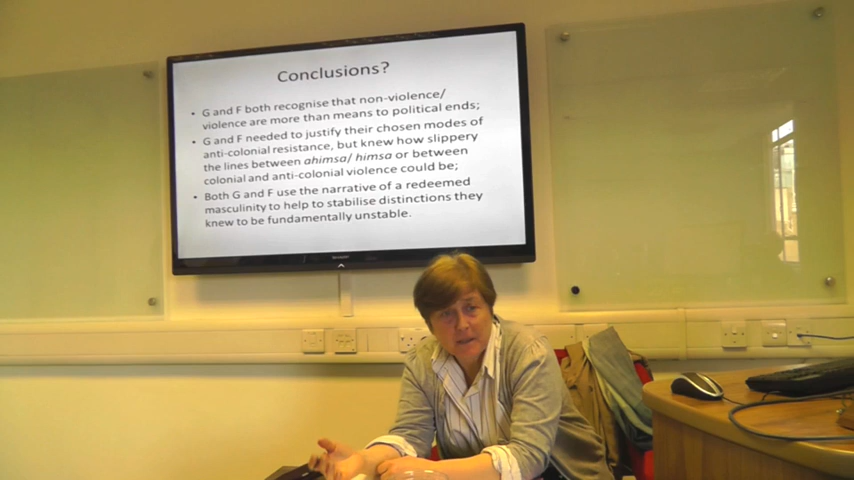 Conclusions?
• G and F both recognise that non-violence/
violence are more than means to political ends;
• G and F needed to justify their chosen modes of
anti-colonial resistance, but knew how slippery
the lines between ahimsa/ himsa or between
colonial and anti-colonial violence could be;
• Both G and F use the narrative of a redeemed
masculinity to help to stabilise distinctions they
knew to be fundamentally unstable.
SHARP